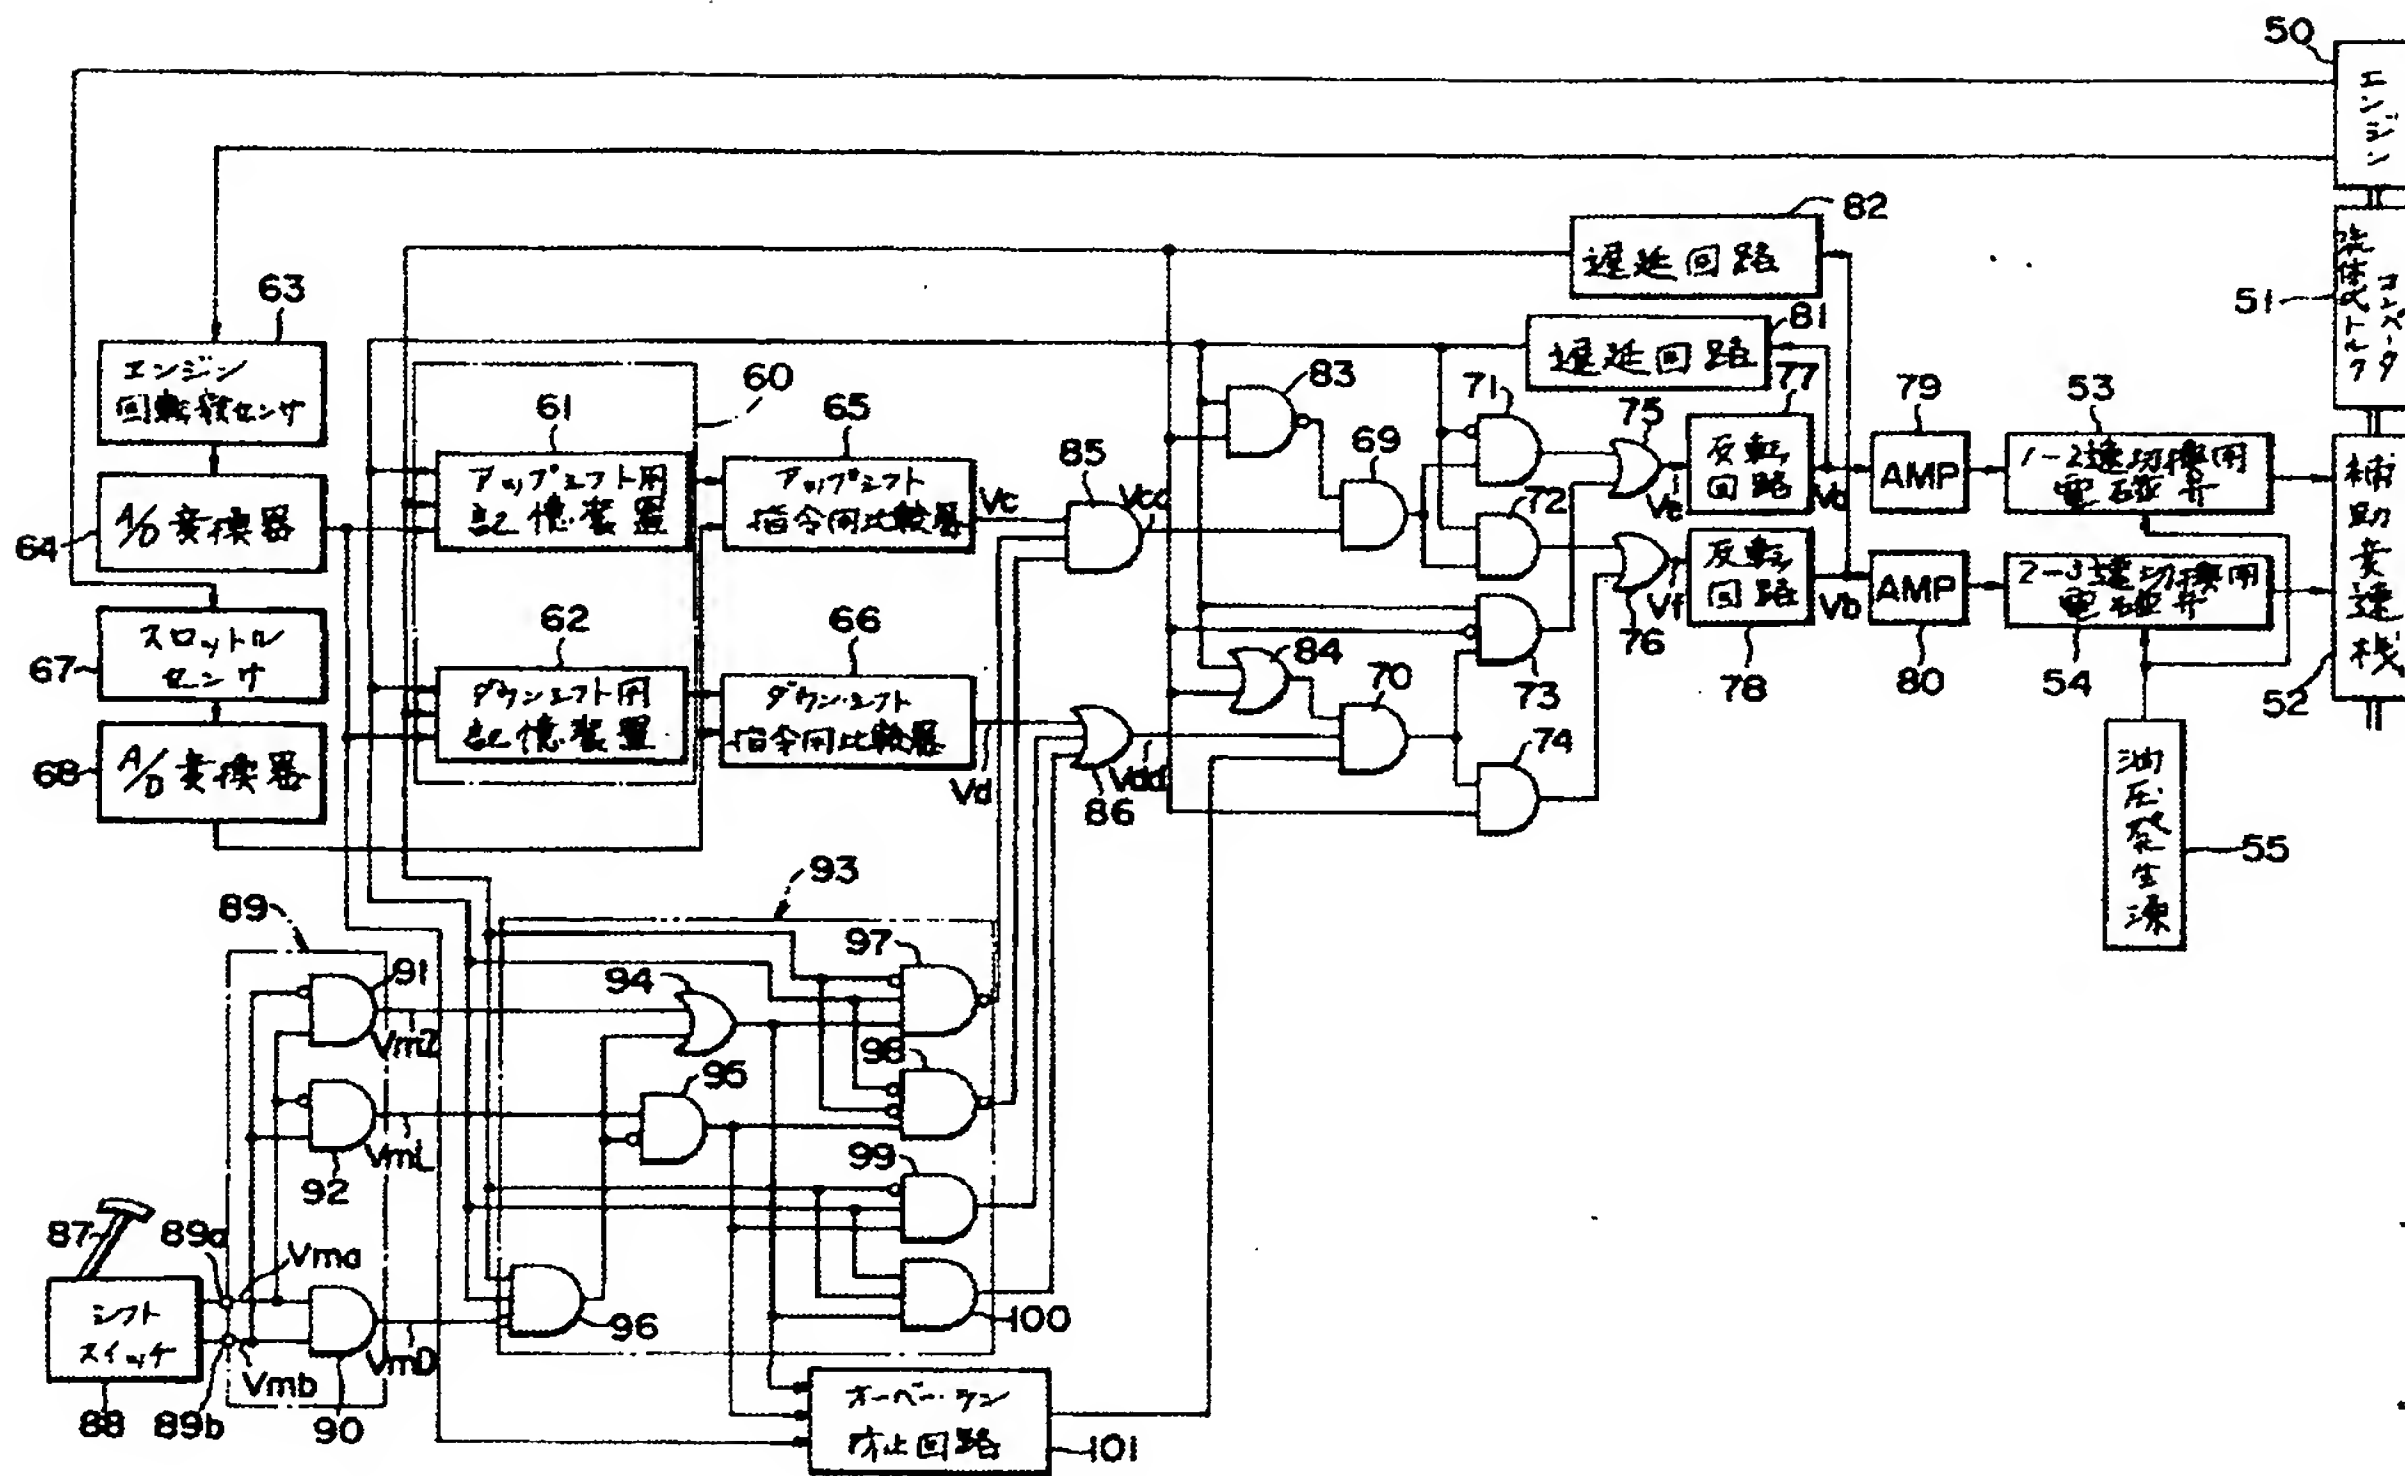 50
エンジン
82
遅延回路
流体式トルク
コンバータ
51
63
エンジン
回転数センサ
81
遅延回路
60
83
77
71
79
53
61
65
75
69
反転
回路
1-2速切換用
電磁弁
AMP
85
アップシフト用
記憶装置
アップシフト
指令用比較器
Vc
Vcc
72
Ve
Va
補助変速機
A/D変換器
64
反転
回路
AMP
2-3速切換用
電磁弁
Vf
Vb
スロットル
センサ
67
62
66
84
70
76
73
78
80
54
52
ダウンシフト用
記憶装置
ダウンシフト
指令用比較器
A/D変換器
68
Vd
Vdd
86
74
油圧発生源
55
93
89
97
91
94
Vm2
98
95
VmL
92
99
87
89a
Vma
シフト
スイッチ
96
100
VmD
Vmb
オーバーラン
防止回路
88
89b
90
101